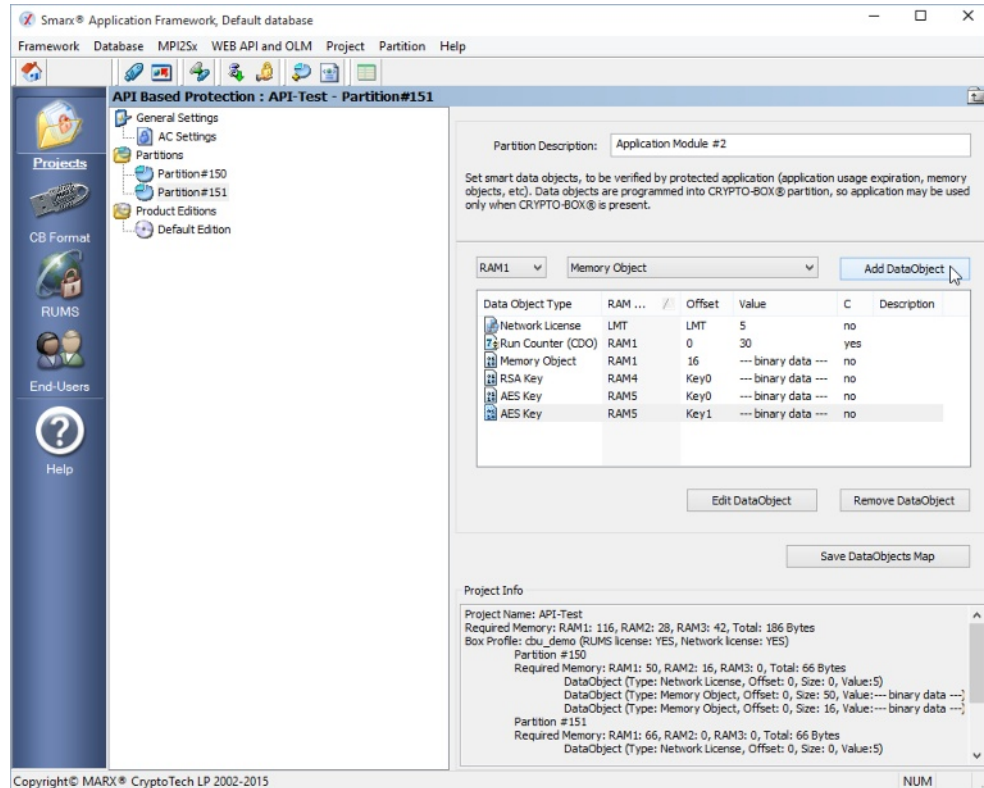 Smarx® Application Framework, Default database
Framework Database MPI2Sx WEB API and OLM Project Partition Help
API Based Protection : API-Test - Partition#151
Projects
CB Format
RUMS
End-Users
Help
General Settings
AC Settings
Partitions
Partition#150
Partition#151
Product Editions
Default Edition
Partition Description: Application Module #2
Set smart data objects, to be verified by protected application (application usage expiration, memory
objects, etc). Data objects are programmed into CRYPTO-BOX® partition, so application may be used
only when CRYPTO-BOX® is present.
RAM1 Memory Object Add DataObject
Data Object Type RAM ... / Offset Value C Description
Network License LMT LMT 5 no
Run Counter (CDO) RAM1 0 30 yes
Memory Object RAM1 16 --- binary data --- no
RSA Key RAM4 Key0 --- binary data --- no
AES Key RAM5 Key0 --- binary data --- no
AES Key RAM5 Key1 --- binary data --- no
Edit DataObject Remove DataObject
Save DataObjects Map
Project Info
Project Name: API-Test
Required Memory: RAM1: 116, RAM2: 28, RAM3: 42, Total: 186 Bytes
Box Profile: cbu_demo (RUMS license: YES, Network license: YES)
Partition #150
Required Memory: RAM1: 50, RAM2: 16, RAM3: 0, Total: 66 Bytes
DataObject (Type: Network License, Offset: 0, Size: 0, Value:5)
DataObject (Type: Memory Object, Offset: 0, Size: 50, Value:--- binary data ---)
DataObject (Type: Memory Object, Offset: 0, Size: 16, Value:--- binary data ---)
Partition #151
Required Memory: RAM1: 66, RAM2: 0, RAM3: 0, Total: 66 Bytes
DataObject (Type: Network License, Offset: 0, Size: 0, Value:5)
Copyright© MARX® CryptoTech LP 2002-2015 NUM